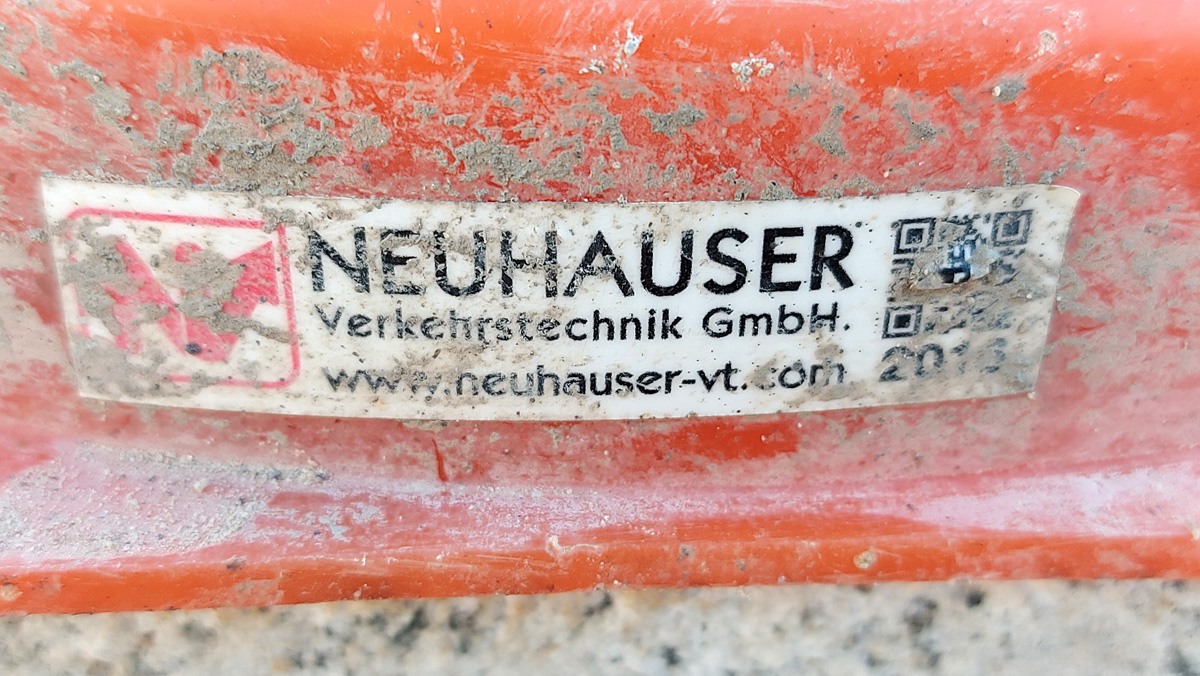 NEUHAUSER
Verkehrstechnik GmbH.
www.neuhauser-vt.com